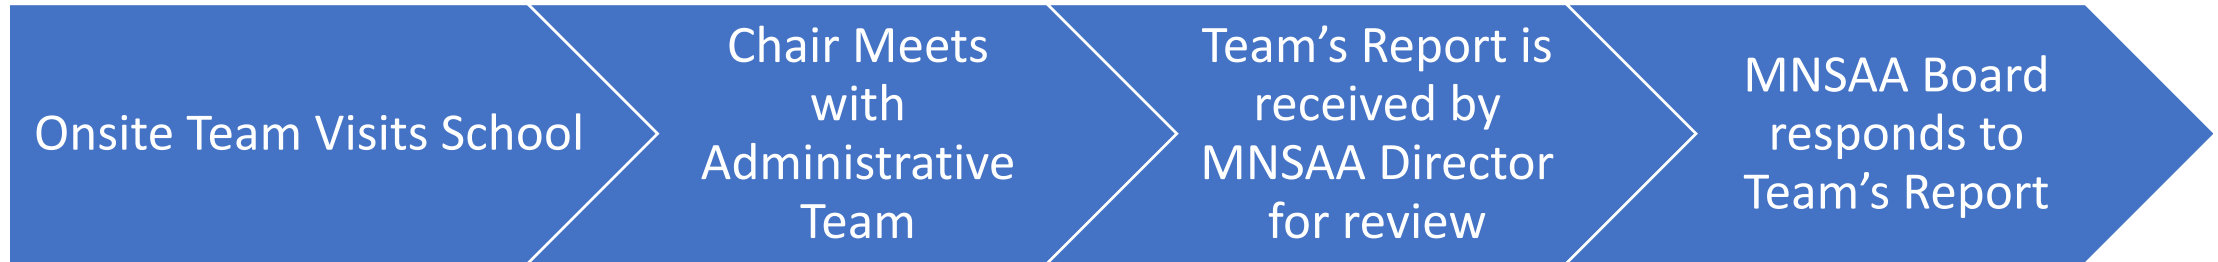 Onsite Team Visits School
Chair Meets
with
Administrative
Team
Team’s Report is
received by
MNSAA Director
for review
MNSAA Board
responds to
Team’s Report